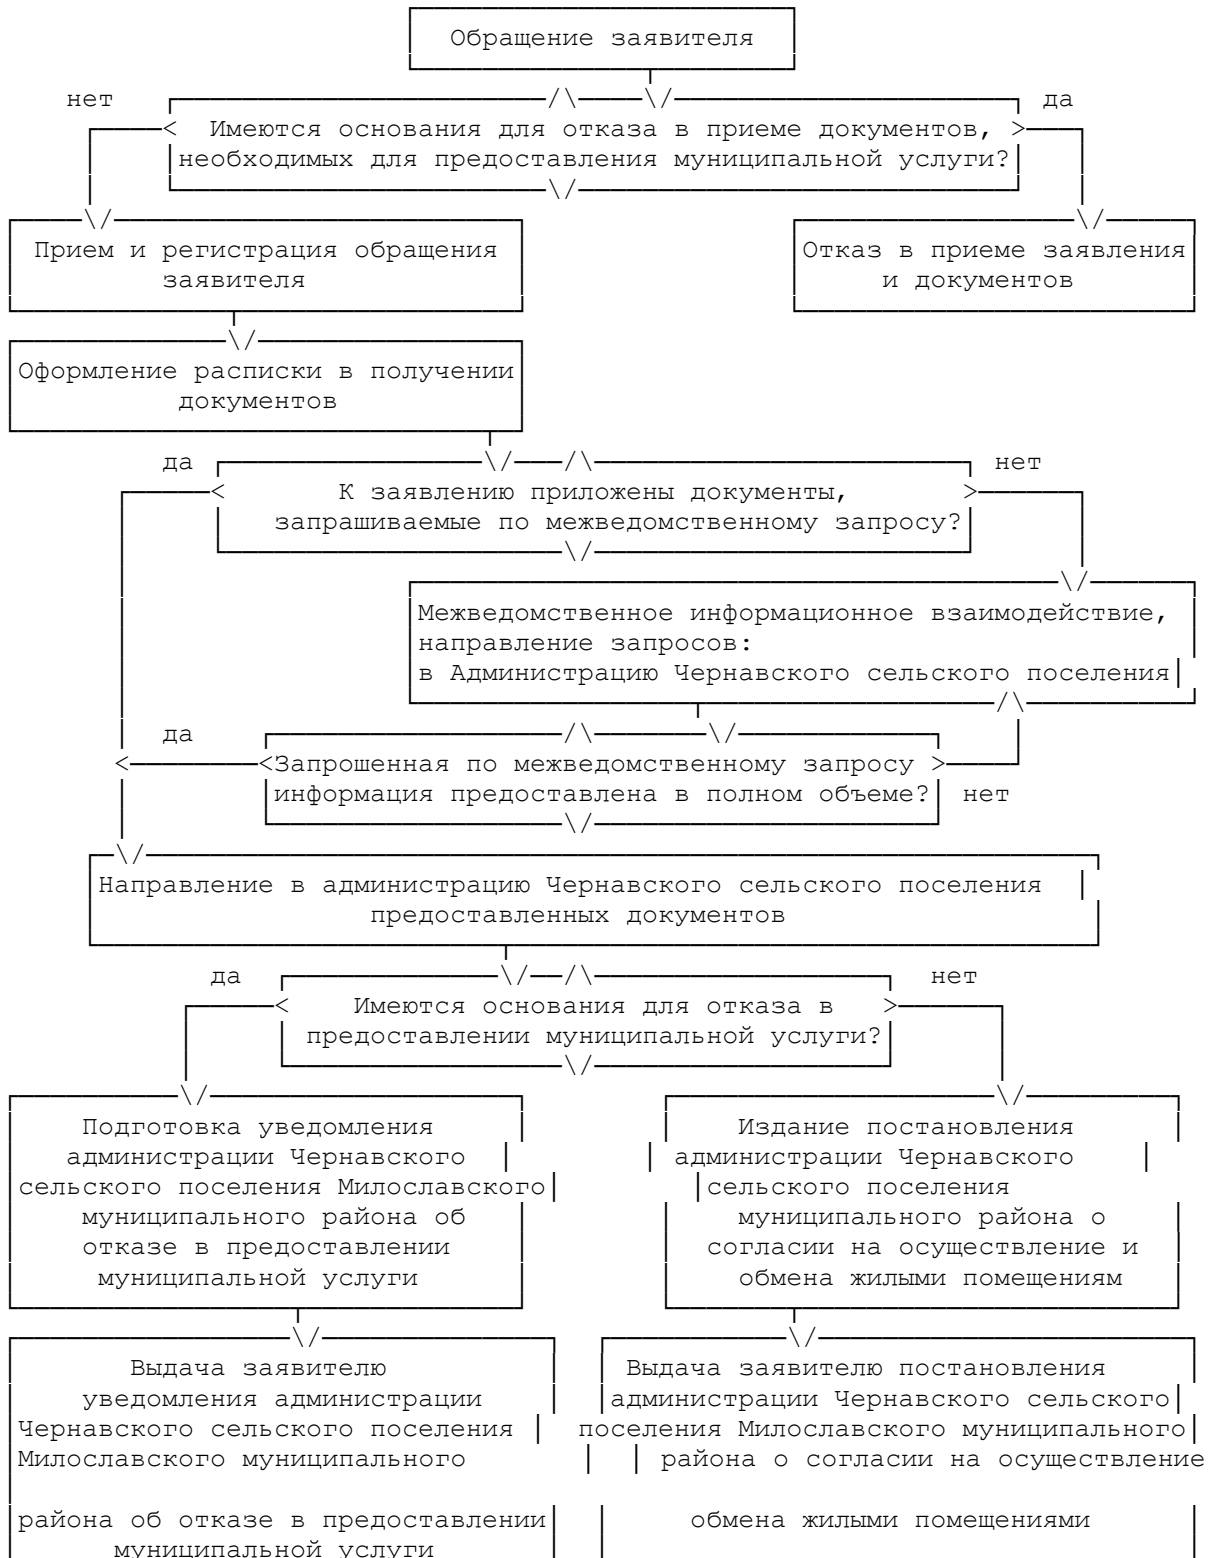 Обращение заявителя
нет
да
Имеются основания для отказа в приеме документов,
необходимых для предоставления муниципальной услуги?
Прием и регистрация обращения
заявителя
Отказ в приеме заявления
и документов
Оформление расписки в получении
документов
да
нет
К заявлению приложены документы,
запрашиваемые по межведомственному запросу?
Межведомственное информационное взаимодействие,
направление запросов:
в Администрацию Чернавского сельского поселения
да
Запрошенная по межведомственному запросу
информация предоставлена в полном объеме?
нет
Направление в администрацию Чернавского сельского поселения
предоставленных документов
да
нет
Имеются основания для отказа в
предоставлении муниципальной услуги?
Подготовка уведомления
администрации Чернавского
сельского поселения Милославского
муниципального района об
отказе в предоставлении
муниципальной услуги
Издание постановления
администрации Чернавского
сельского поселения
муниципального района о
согласии на осуществление и
обмена жилыми помещениям
Выдача заявителю
уведомления администрации
Чернавского сельского поселения
Милославского муниципального
района об отказе в предоставлении
муниципальной услуги
Выдача заявителю постановления
администрации Чернавского сельского
поселения Милославского муниципального
района о согласии на осуществление
обмена жилыми помещениями